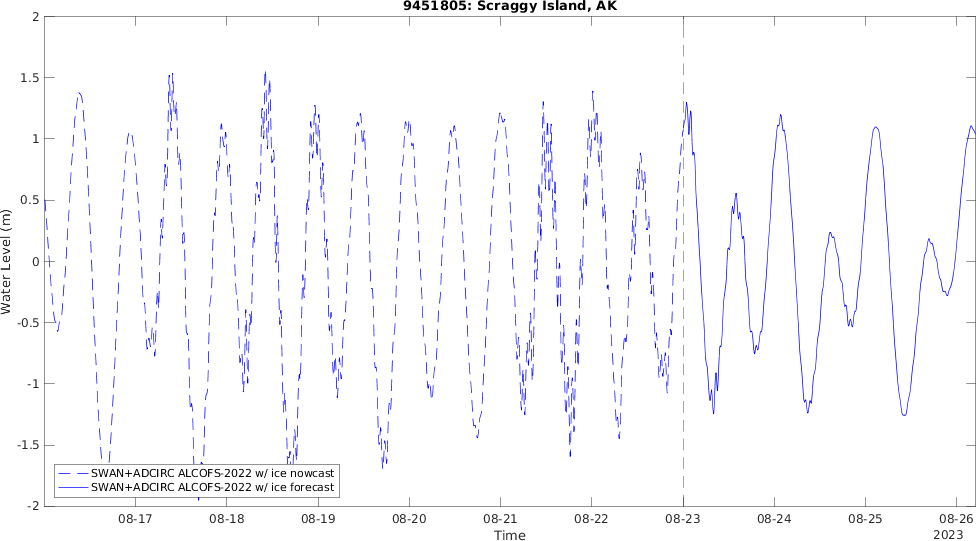 9451805: Scraggy Island, AK
Water Level (m)
2
1.5
1
0.5
0
-0.5
-1
-1.5
-2
SWAN+ADCIRC ALCOFS-2022 w/ ice nowcast
SWAN+ADCIRC ALCOFS-2022 w/ ice forecast
08-17 08-18 08-19 08-20 08-21 08-22 08-23 08-24 08-25 08-26
Time
2023